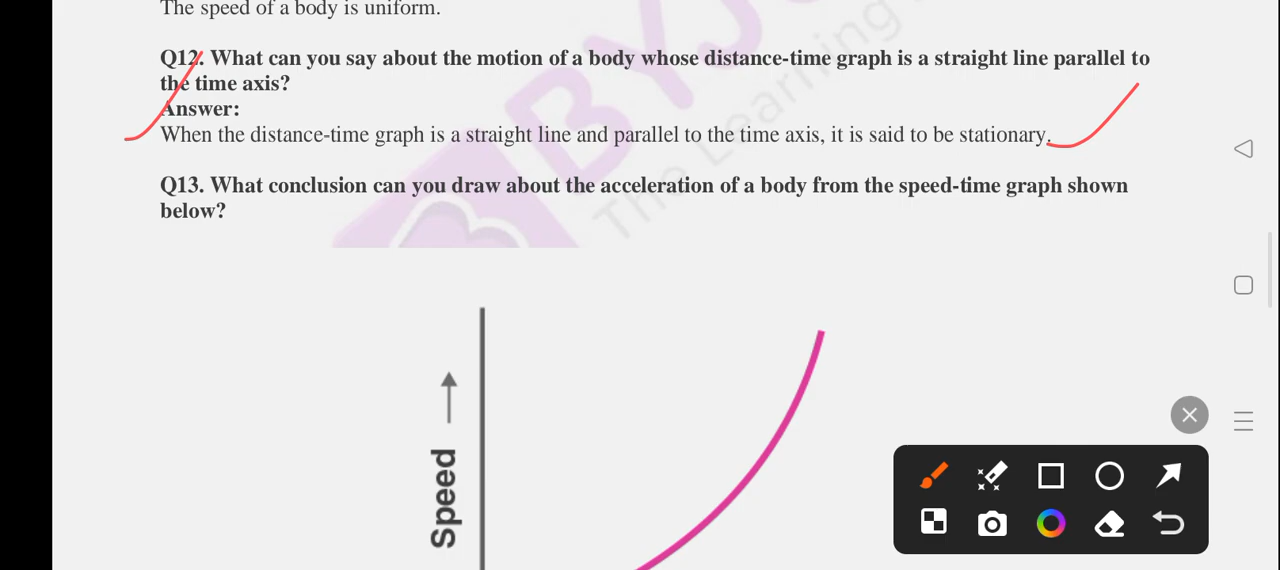 The speed of a body is uniform.
Q12. What can you say about the motion of a body whose distance-time graph is a straight line parallel to
the time axis?
Answer:
When the distance-time graph is a straight line and parallel to the time axis, it is said to be stationary.
Q13. What conclusion can you draw about the acceleration of a body from the speed-time graph shown
below?
Speed
BYJU
The Learning